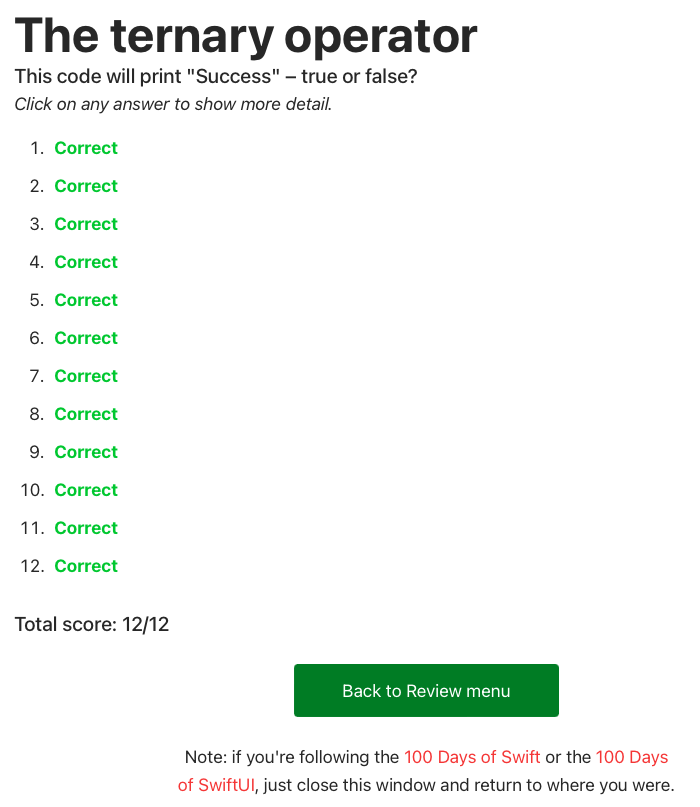 The ternary operator
This code will print "Success" – true or false?
Click on any answer to show more detail.
1. Correct
2. Correct
3. Correct
4. Correct
5. Correct
6. Correct
7. Correct
8. Correct
9. Correct
10. Correct
11. Correct
12. Correct
Total score: 12/12
Back to Review menu
Note: if you're following the 100 Days of Swift or the 100 Days
of SwiftUI, just close this window and return to where you were.